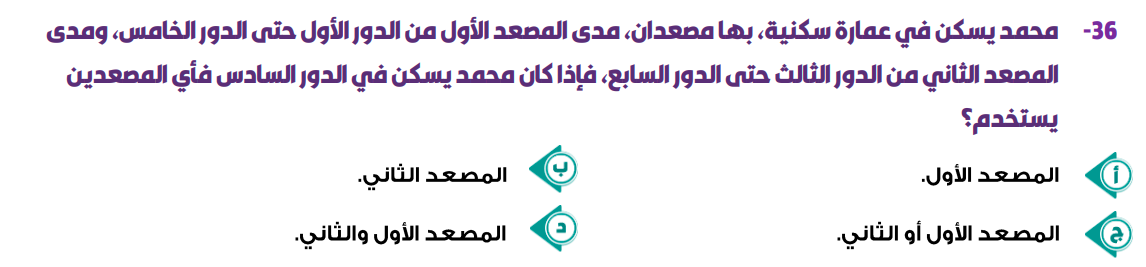 36- محمد يسكن في عمارة سكنية، بها مصعدان، مدى المصعد الأول من الدور الأول حتى الدور الخامس، ومدى
المصعد الثاني من الدور الثالث حتى الدور السابع، فإذا كان محمد يسكن في الدور السادس فأي المصعدين
يستخدم؟
أ المصعد الأول.
ب المصعد الثاني.
ج المصعد الأول أو الثاني.
د المصعد الأول والثاني.